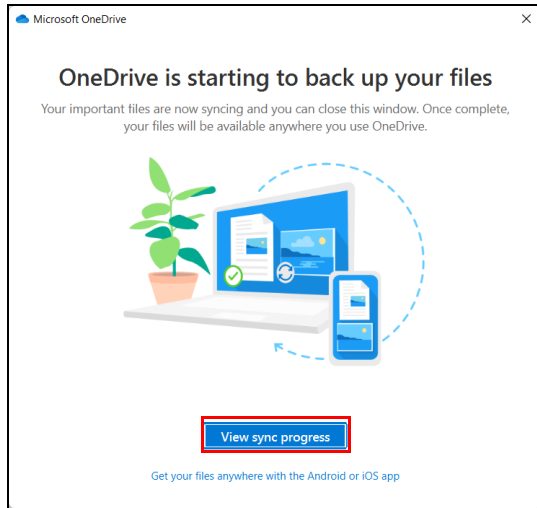 Microsoft OneDrive
OneDrive is starting to back up your files
Your important files are now syncing and you can close this window. Once complete,
your files will be available anywhere you use OneDrive.
View sync progress
Get your files anywhere with the Android or iOS app